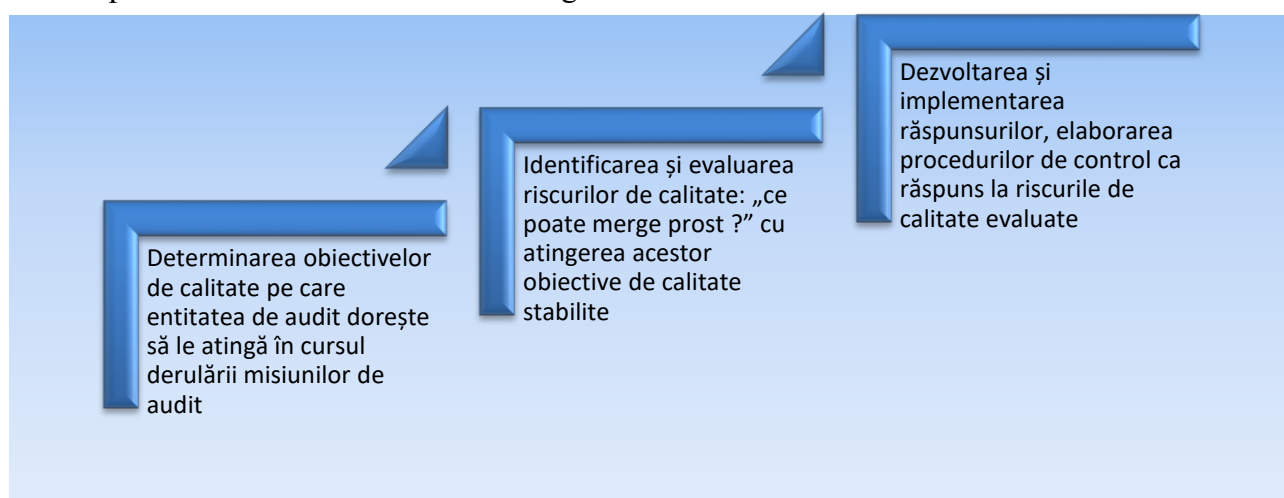 Determinarea obiectivelor
de calitate pe care
entitatea de audit dorește
să le atingă în cursul
derulării misiunilor de
audit
Identificarea și evaluarea
riscurilor de calitate: „ce
poate merge prost ?” cu
atingerea acestor
obiective de calitate
stabilite
Dezvoltarea și
implementarea
răspunsurilor, elaborarea
procedurilor de control ca
răspuns la riscurile de
calitate evaluate